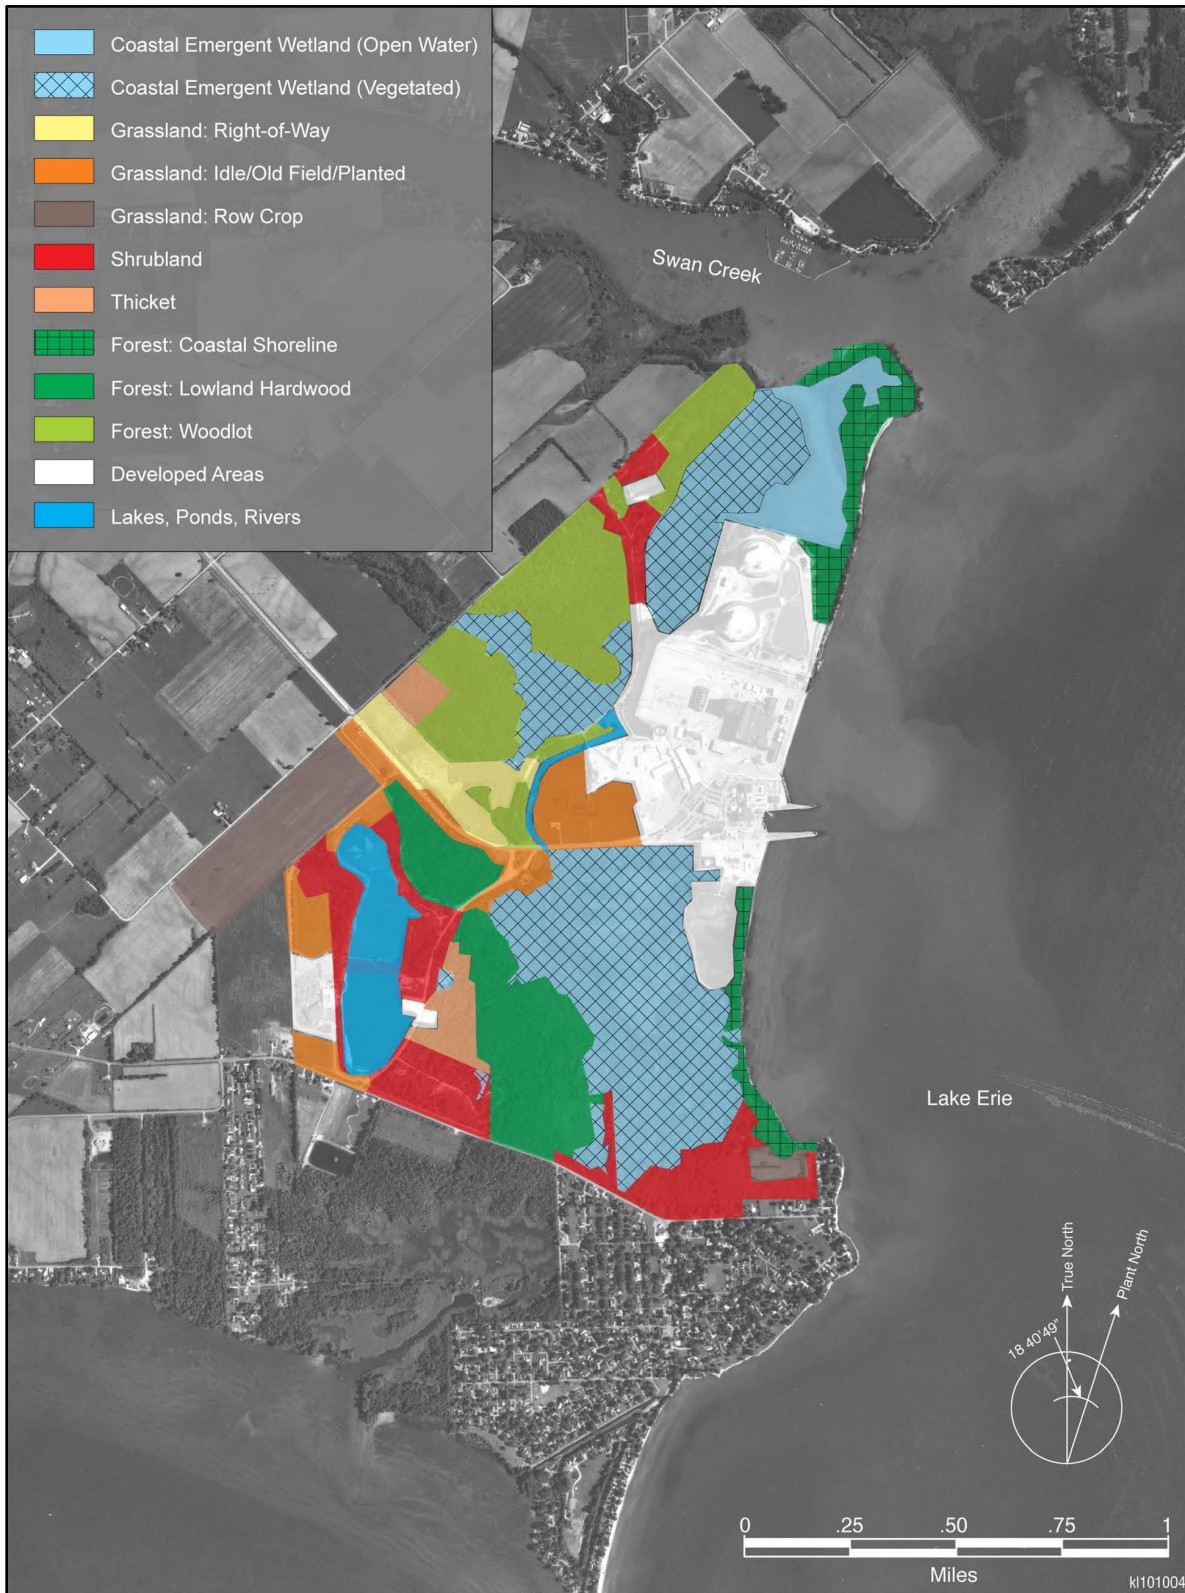 Coastal Emergent Wetland (Open Water)
Coastal Emergent Wetland (Vegetated)
Grassland: Right-of-Way
Grassland: Idle/Old Field/Planted
Grassland: Row Crop
Shrubland
Thicket
Forest: Coastal Shoreline
Forest: Lowland Hardwood
Forest: Woodlot
Developed Areas
Lakes, Ponds, Rivers
Swan Creek
Lake Erie
True North
Plant North
18 40'49"
0 .25 .50 .75 1
Miles
kl101004